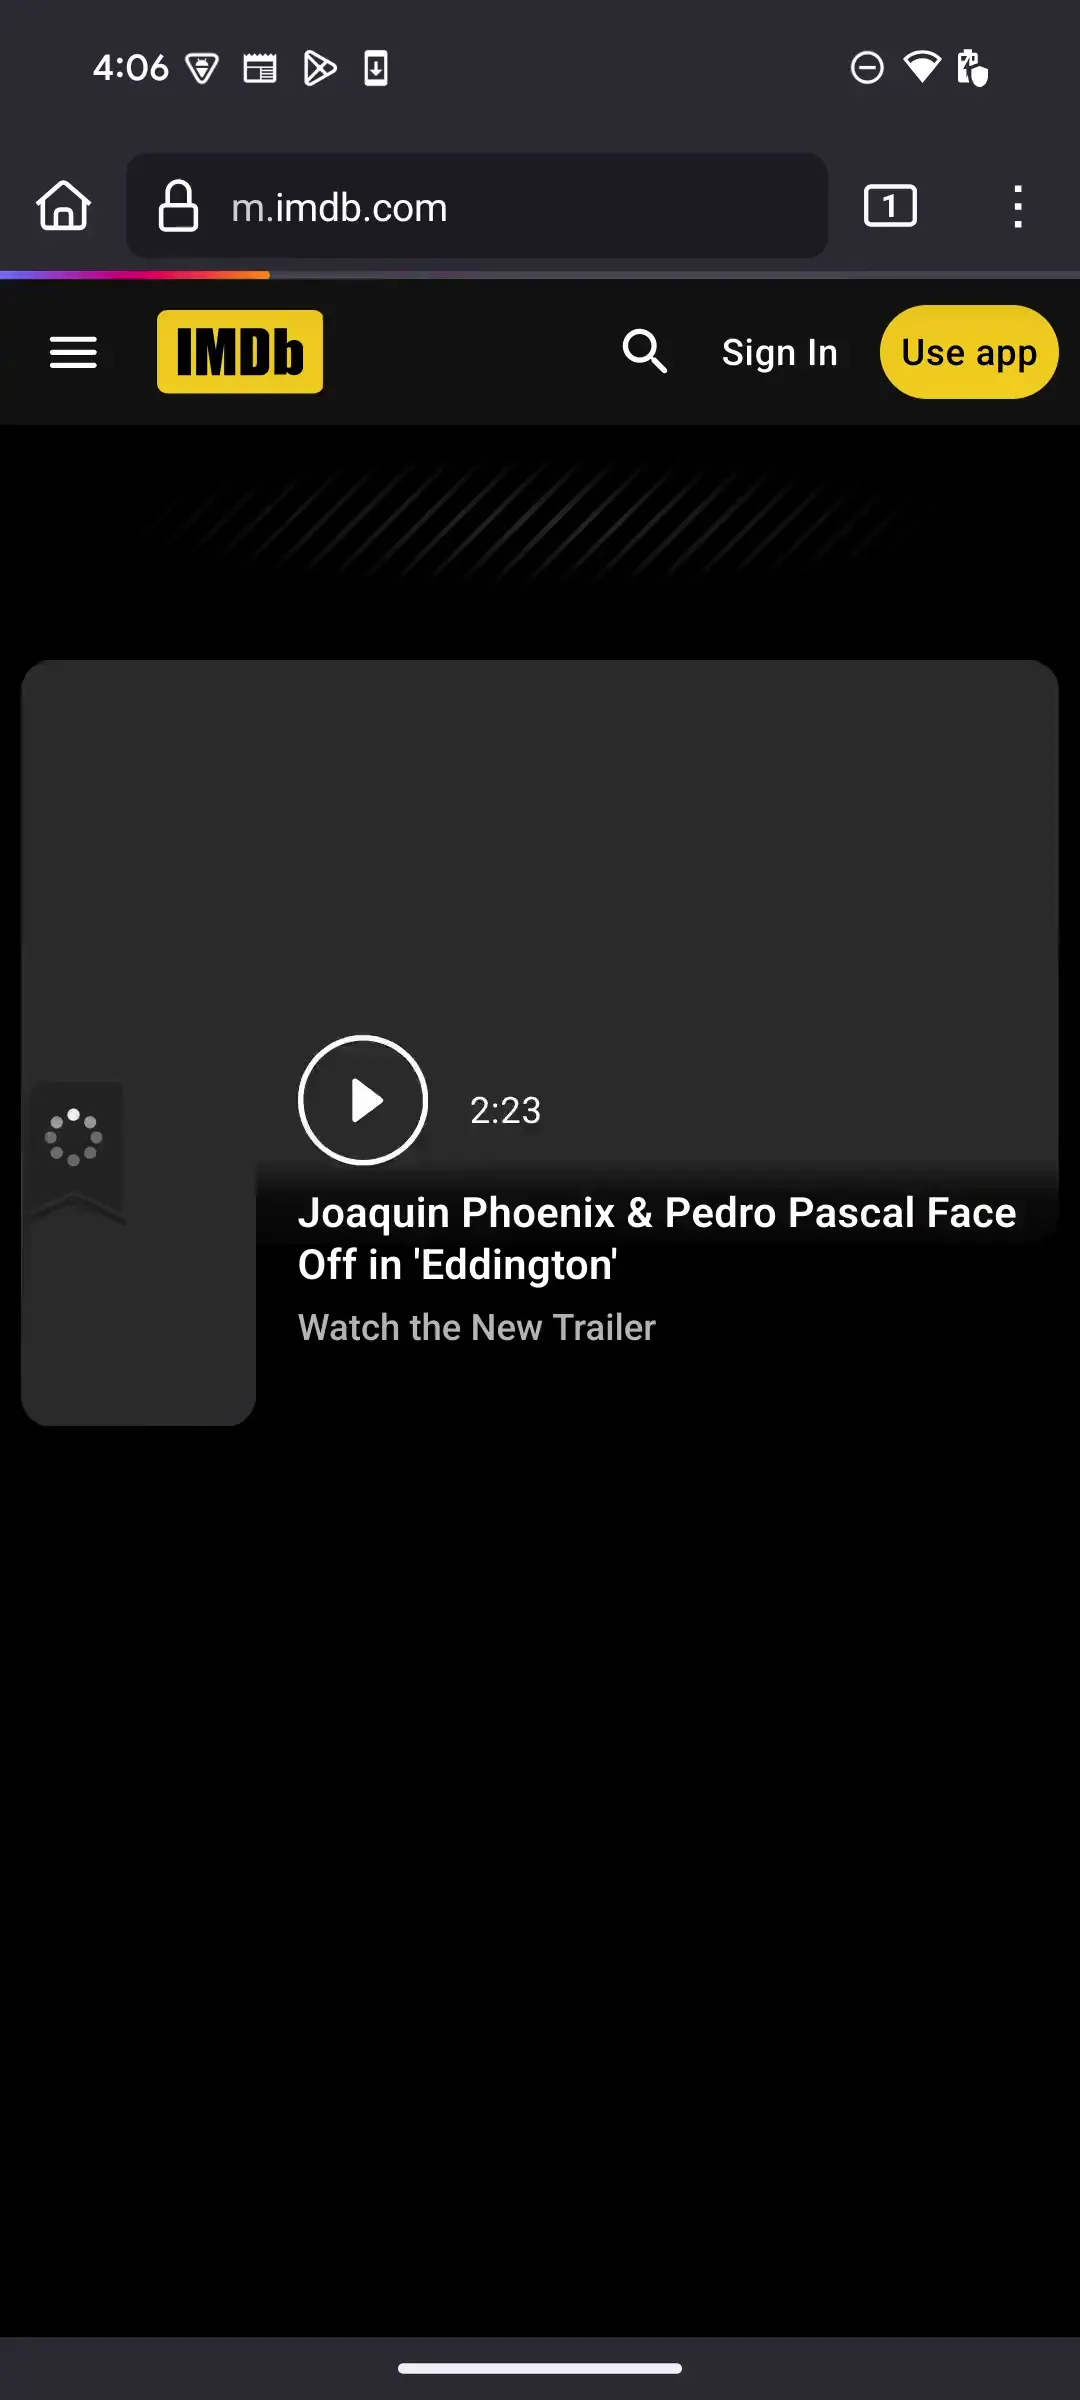 4:06
m.imdb.com
1
IMDb
Sign In
Use app
2:23
Joaquin Phoenix & Pedro Pascal Face
Off in 'Eddington'
Watch the New Trailer